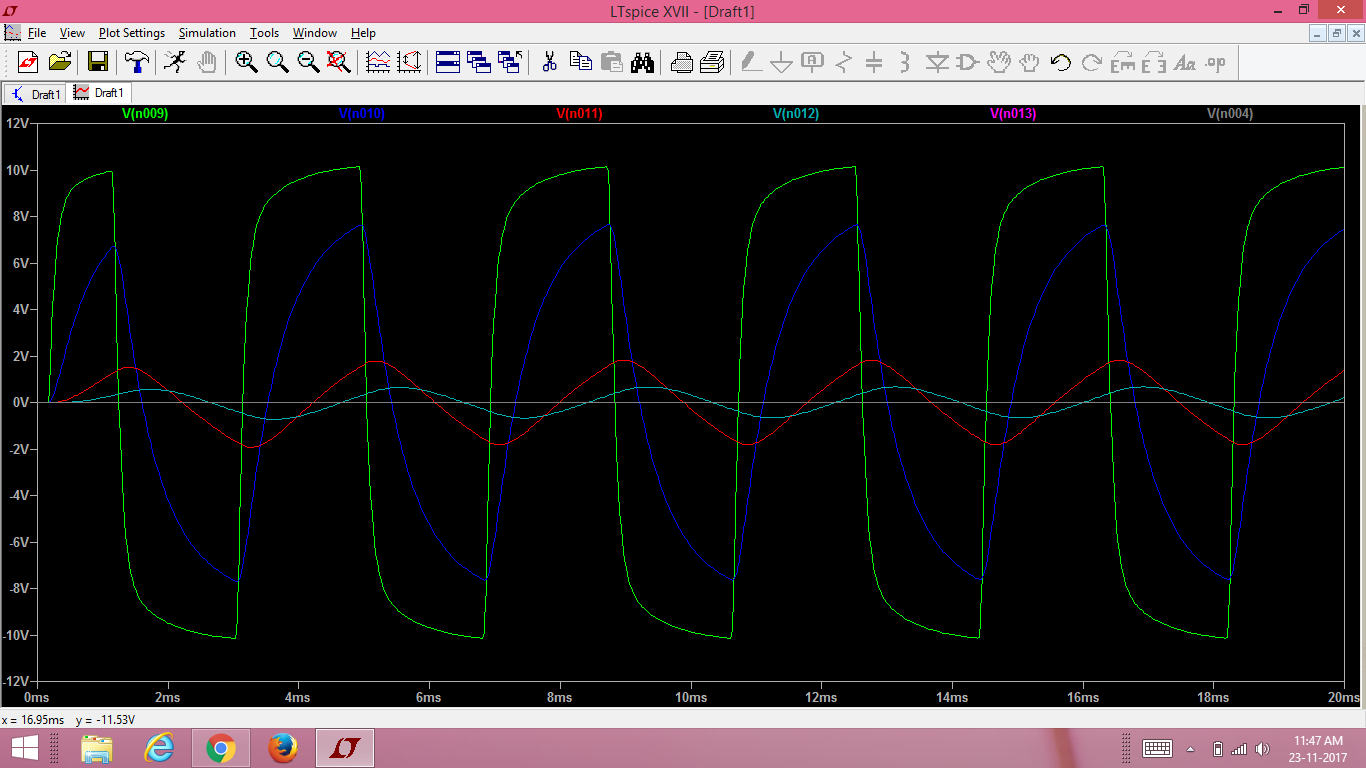 LTspice XVII - [Draft1]
File View Plot Settings Simulation Tools Window Help
Aa .op
Draft1 Draft1
V(n009) V(n010) V(n011) V(n012) V(n013) V(n004)
12V
10V
8V
6V
4V
2V
0V
-2V
-4V
-6V
-8V
-10V
-12V
0ms 2ms 4ms 6ms 8ms 10ms 12ms 14ms 16ms 18ms 20ms
x = 16.95ms y = -11.53V
11:47 AM
23-11-2017